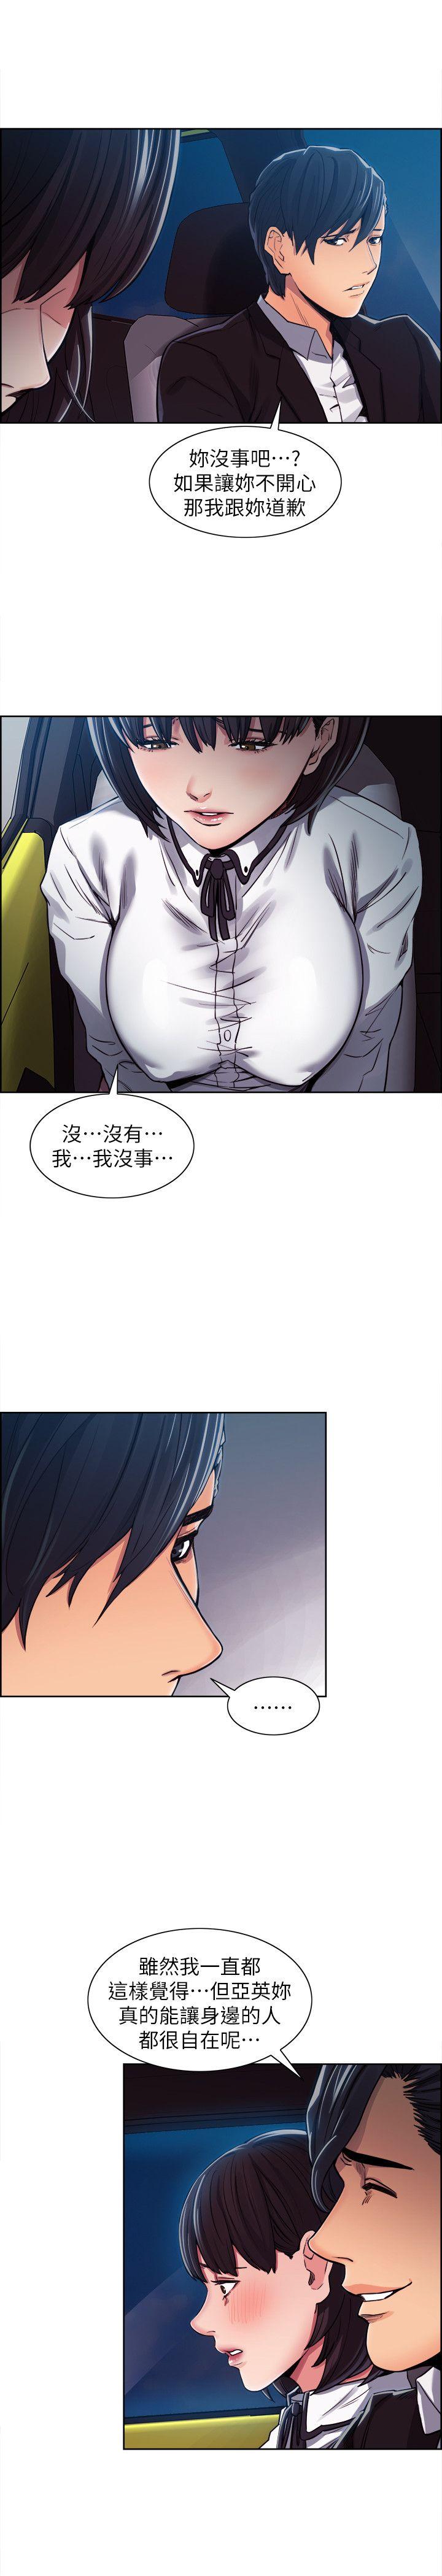 妳沒事吧⋯?
如果讓妳不開心
那我跟妳道歉
沒⋯沒有⋯
我⋯我沒事⋯
⋯⋯
雖然我一直都
這樣覺得⋯但亞英妳
真的能讓身邊的人
都很自在呢⋯